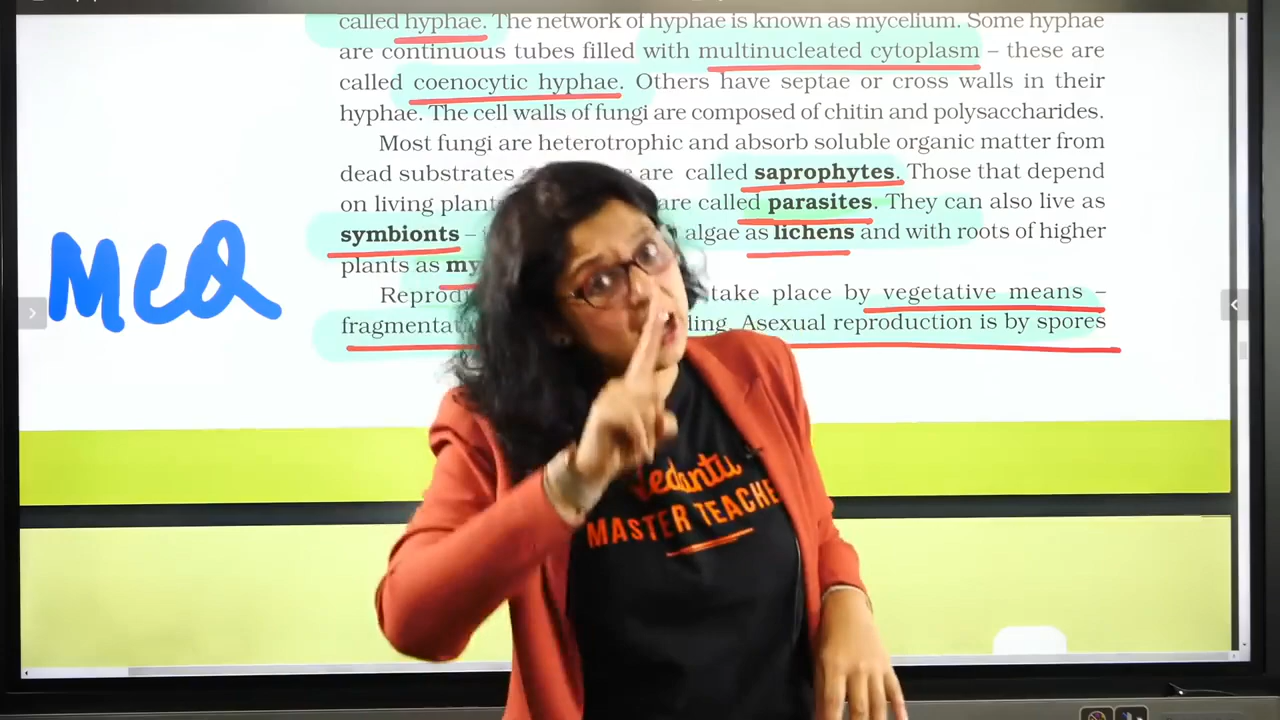 called hyphae. The network of hyphae is known as mycelium. Some hyphae
are continuous tubes filled with multinucleated cytoplasm – these are
called coenocytic hyphae. Others have septae or cross walls in their
hyphae. The cell walls of fungi are composed of chitin and polysaccharides.
Most fungi are heterotrophic and absorb soluble organic matter from
dead substrates are called saprophytes. Those that depend
on living are called parasites. They can also live as
symbionts – algae as lichens and with roots of higher
plants as
take place by vegetative means –
Asexual reproduction is by spores
MCQ
Vedantu
MASTER TEACHE